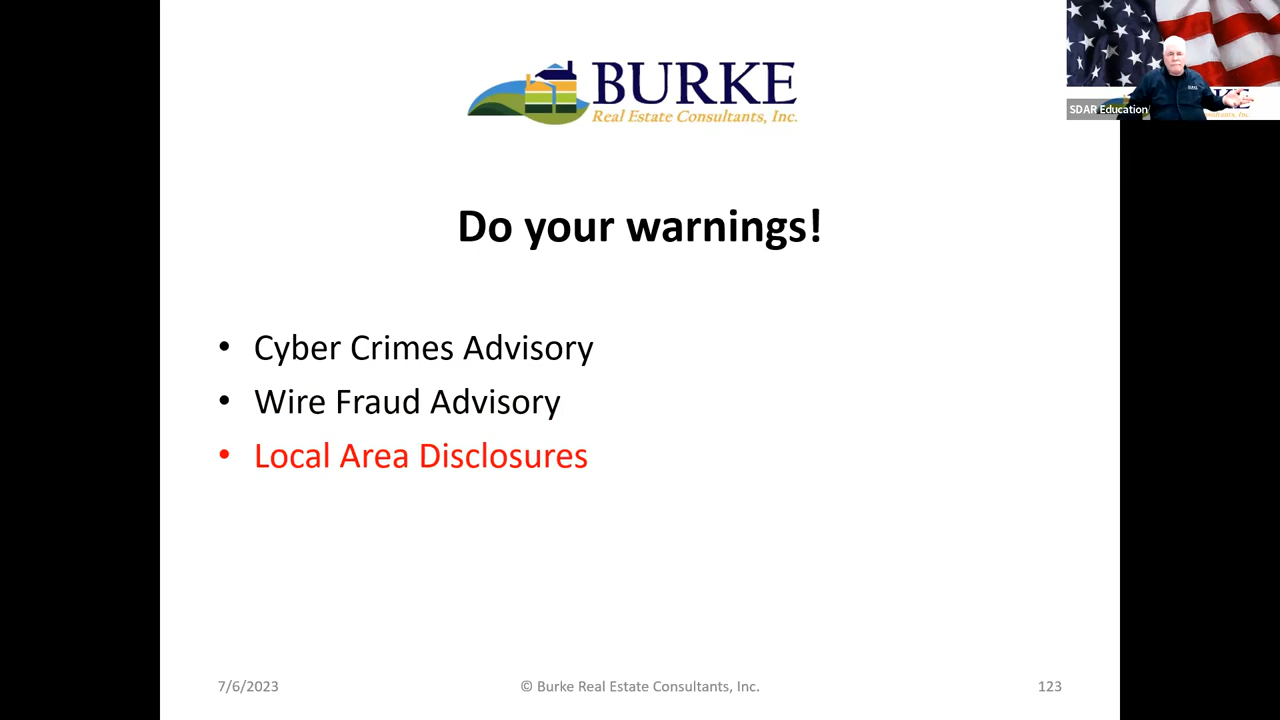 BURKE
Real Estate Consultants, Inc.
SDAR Education
Do your warnings!
• Cyber Crimes Advisory
• Wire Fraud Advisory
• Local Area Disclosures
7/6/2023
© Burke Real Estate Consultants, Inc.
123